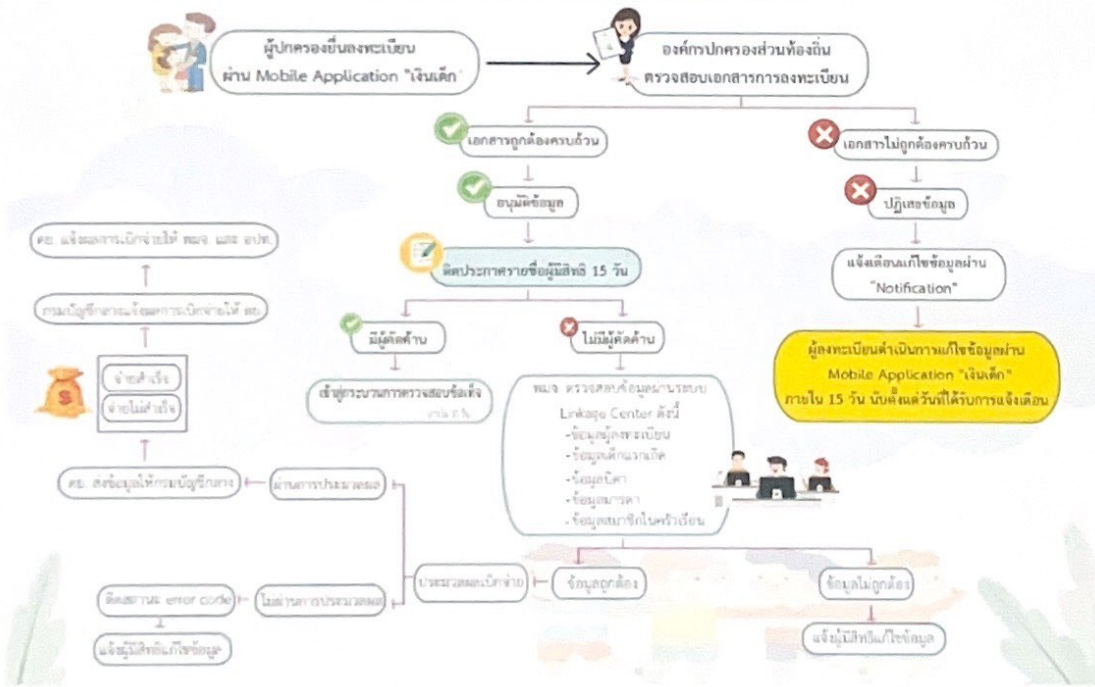 ผู้ปกครองยื่นลงทะเบียน
ผ่าน Mobile Application "เงินเด็ก"
องค์กรปกครองส่วนท้องถิ่น
ตรวจสอบเอกสารการลงทะเบียน
เอกสารถูกต้องครบถ้วน
เอกสารไม่ถูกต้องครบถ้วน
อนุมัติข้อมูล
ปฏิเสธข้อมูล
ติดประกาศรายชื่อผู้มีสิทธิ 15 วัน
แจ้งเตือนแก้ไขข้อมูลผ่าน
"Notification"
มีผู้คัดค้าน
ไม่มีผู้คัดค้าน
ผู้ลงทะเบียนดำเนินการแก้ไขข้อมูลผ่าน
Mobile Application "เงินเด็ก"
ภายใน 15 วัน นับตั้งแต่วันที่ได้รับการแจ้งเตือน
เข้าสู่กระบวนการตรวจสอบข้อเท็จ
พมจ. ตรวจสอบข้อมูลผ่านระบบ
Linkage Center ดังนี้
-ข้อมูลผู้ลงทะเบียน
-ข้อมูลเด็กแรกเกิด
-ข้อมูลบิดา
-ข้อมูลมารดา
-ข้อมูลสมาชิกในครัวเรือน
ข้อมูลถูกต้อง
ข้อมูลไม่ถูกต้อง
แจ้งผู้มีสิทธิแก้ไขข้อมูล
ประมวลผลเบิกจ่าย
ผ่านการประมวลผล
ไม่ผ่านการประมวลผล
ติดสถานะ error code
แจ้งผู้มีสิทธิแก้ไขข้อมูล
ดย. ส่งข้อมูลให้กรมบัญชีกลาง
จ่ายสำเร็จ
จ่ายไม่สำเร็จ
กรมบัญชีกลางแจ้งผลการเบิกจ่ายให้ ดย.
ดย. แจ้งผลการเบิกจ่ายให้ พมจ. และ อปท.